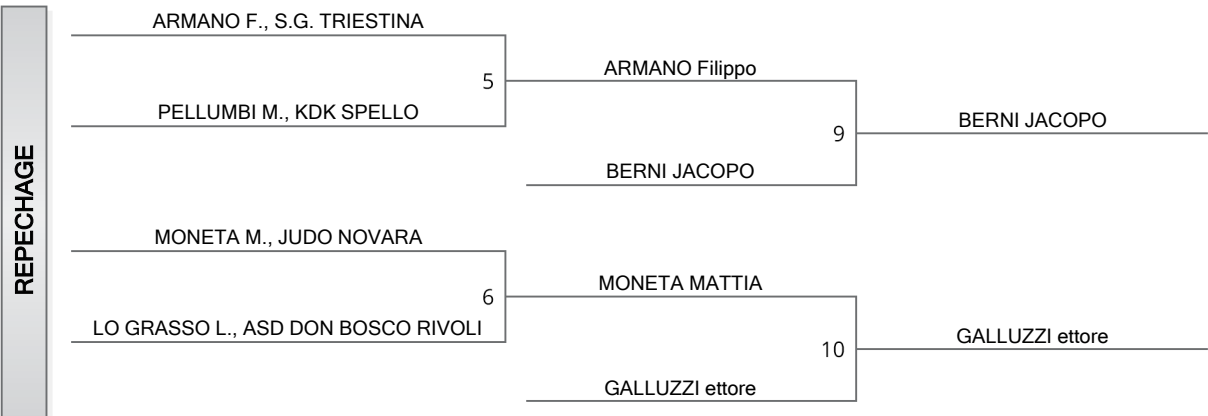 REPECHAGE
ARMANO F., S.G. TRIESTINA
5
ARMANO Filippo
PELLUMBI M., KDK SPELLO
9
BERNI JACOPO
BERNI JACOPO
MONETA M., JUDO NOVARA
6
MONETA MATTIA
LO GRASSO L., ASD DON BOSCO RIVOLI
10
GALLUZZI ettore
GALLUZZI ettore